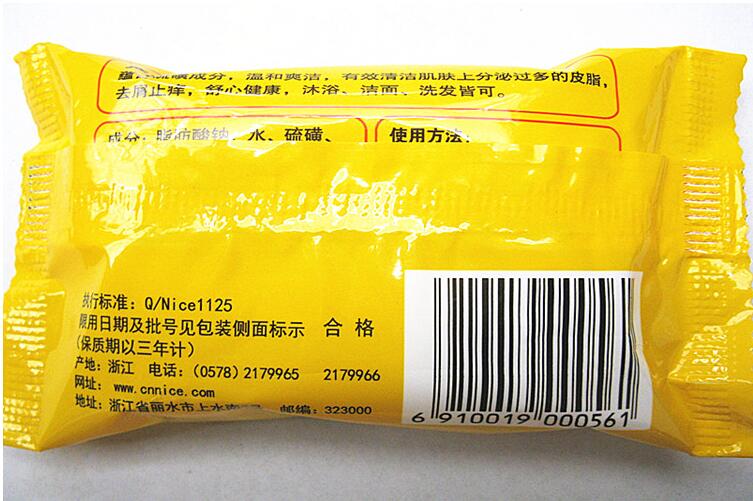 硫磺成分，温和爽洁，有效清洁肌肤上分泌过多的皮脂，
去屑止痒，舒心健康，沐浴、洁面、洗发皆可。
成分：脂肪酸钠、水、硫磺、
使用方法：
执行标准：Q/Nice1125
限用日期及批号见包装侧面标示 合格
(保质期以三年计)
产地：浙江 电话：(0578) 2179965 2179966
网址： www.cnnice.com
地址：浙江省丽水市上水 邮编：323000
6 910019 000561